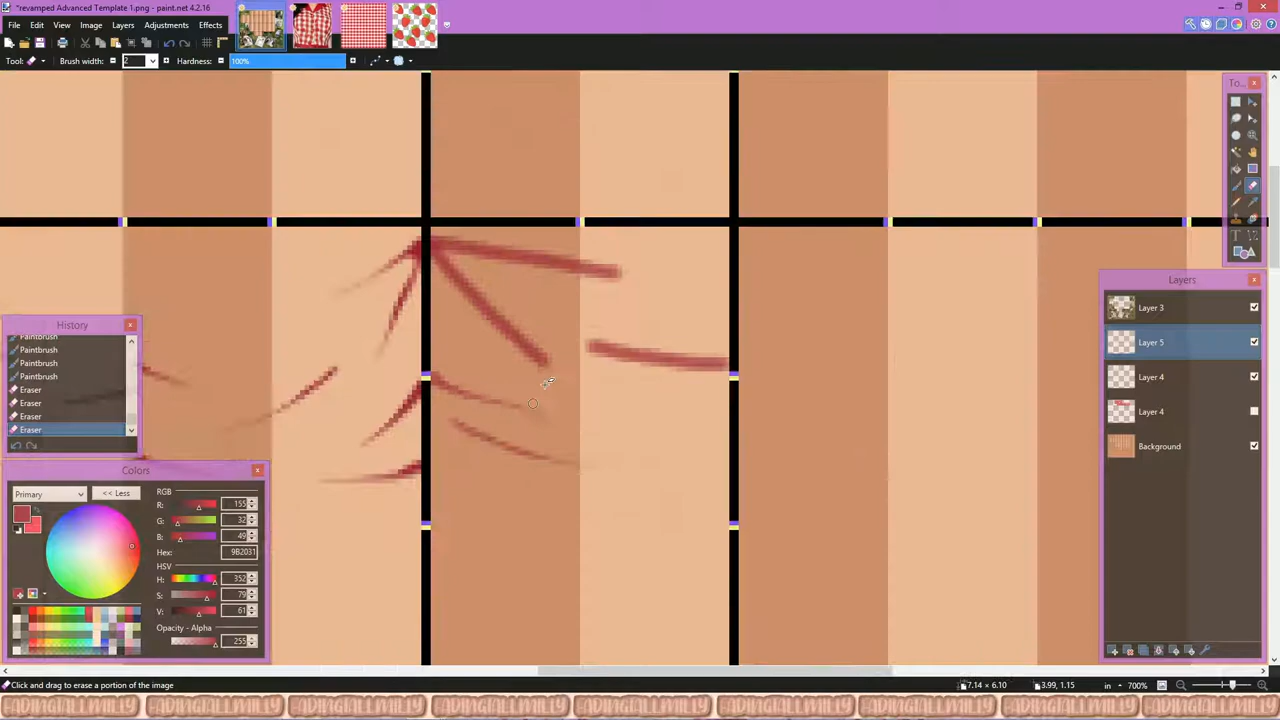 *revamped Advanced Template 1.png - paint.net 4.2.16
File Edit View Image Layers Adjustments Effects
Tool: Brush width: 2 Hardness: 100%
To...
Layers
Layer 3
Layer 5
Layer 4
Layer 4
Background
History
Paintbrush
Paintbrush
Paintbrush
Paintbrush
Eraser
Eraser
Eraser
Eraser
Colors
Primary
<< Less
RGB
R: 155
G: 32
B: 49
Hex: 9B2031
HSV
H: 352
S: 79
V: 61
Opacity - Alpha
255
Click and drag to erase a portion of the image
7.14 × 6.10
3.99, 1.15
in
700%